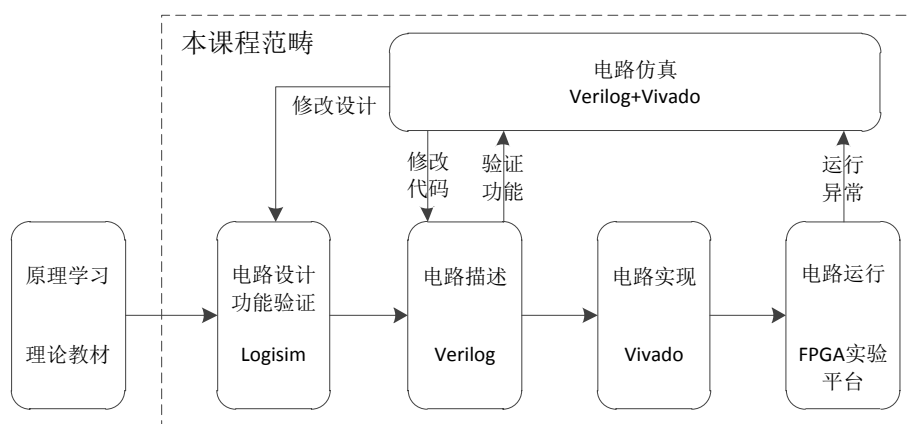 本课程范畴
电路仿真
Verilog+Vivado
修改设计
修改
代码
验证
功能
运行
异常
原理学习
理论教材
电路设计
功能验证
Logisim
电路描述
Verilog
电路实现
Vivado
电路运行
FPGA实验
平台